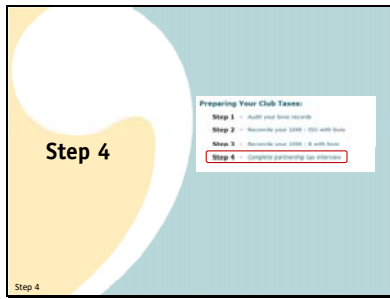 Step 4
Preparing Your Club Taxes:
Step 1 - Audit your bivio records
Step 2 - Reconcile your 1099 - DIV with bivio
Step 3 - Reconcile your 1099 - B with bivio
Step 4 - Complete partnership tax interview
Step 4